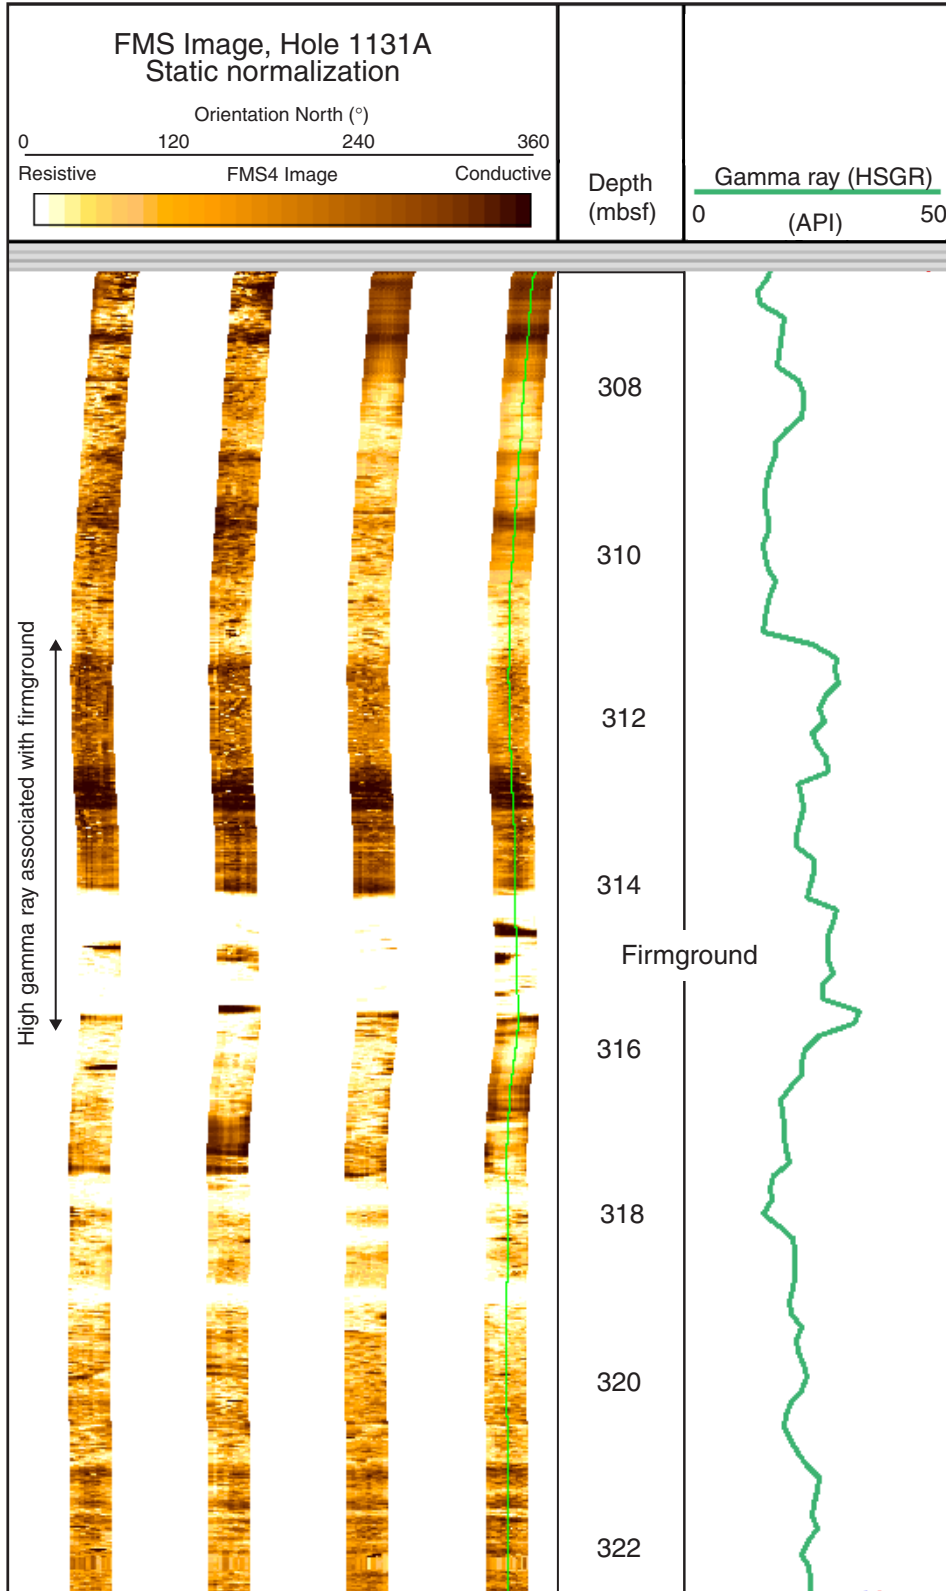 FMS Image, Hole 1131A
Static normalization
Orientation North (°)
0 120 240 360
Resistive FMS4 Image Conductive
Depth
(mbsf)
Gamma ray (HSGR)
0 50
(API)
308
310
312
314
Firmground
316
318
320
322
High gamma ray associated with firmground